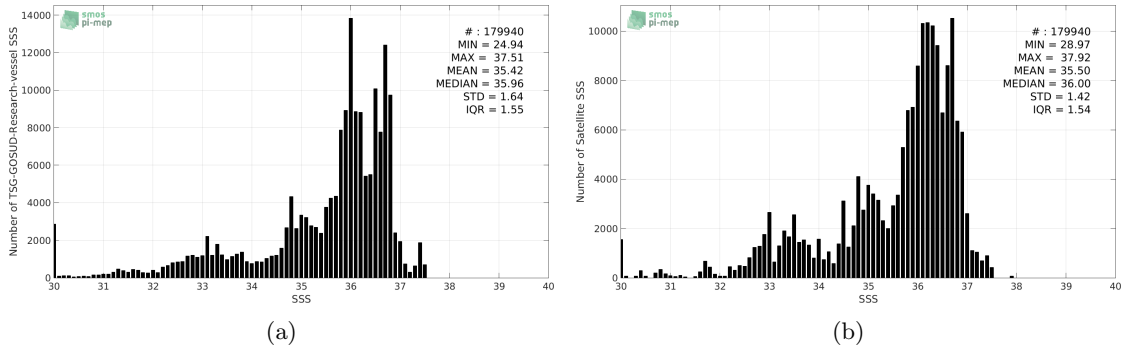 smos
pi-mep
# : 179940
MIN = 24.94
MAX = 37.51
MEAN = 35.42
MEDIAN = 35.96
STD = 1.64
IQR = 1.55
Number of TSG-GOSUD-Research-vessel SSS
14000
12000
10000
8000
6000
4000
2000
0
30 31 32 33 34 35 36 37 38 39 40
SSS
(a)
smos
pi-mep
# : 179940
MIN = 28.97
MAX = 37.92
MEAN = 35.50
MEDIAN = 36.00
STD = 1.42
IQR = 1.54
Number of Satellite SSS
10000
8000
6000
4000
2000
0
30 31 32 33 34 35 36 37 38 39 40
SSS
(b)